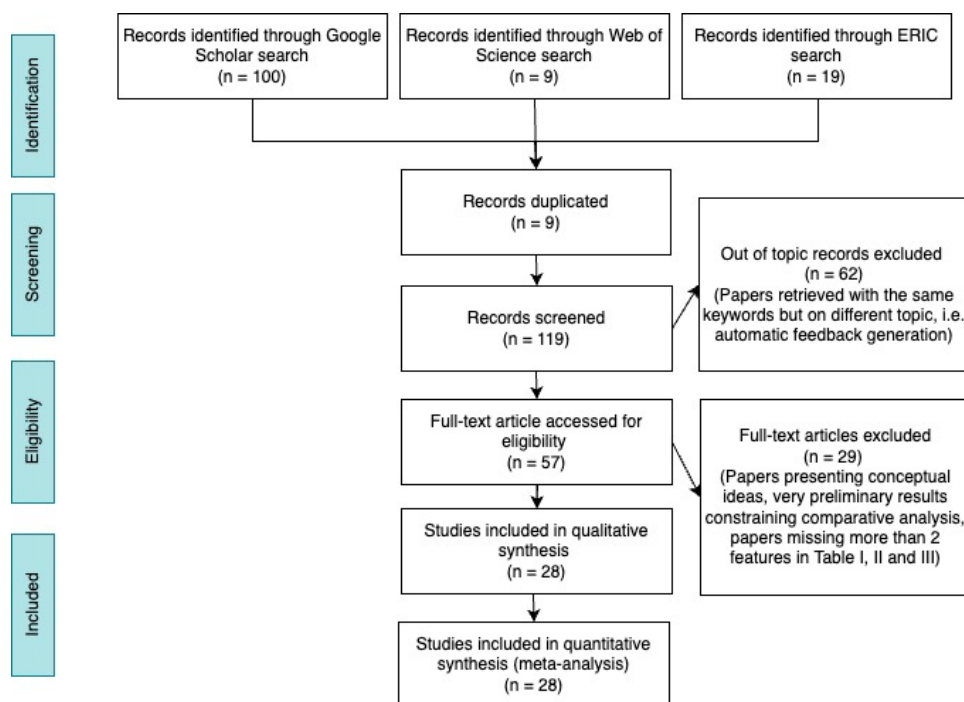 Identification
Records identified through Google
Scholar search
(n = 100)
Records identified through Web of
Science search
(n = 9)
Records identified through ERIC
search
(n = 19)
Screening
Records duplicated
(n = 9)
Records screened
(n = 119)
Out of topic records excluded
(n = 62)
(Papers retrieved with the same
keywords but on different topic, i.e.
automatic feedback generation)
Eligibility
Full-text article accessed for
eligibility
(n = 57)
Full-text articles excluded
(n = 29)
(Papers presenting conceptual
ideas, very preliminary results
constraining comparative analysis,
papers missing more than 2
features in Table I, II and III)
Included
Studies included in qualitative
synthesis
(n = 28)
Studies included in quantitative
synthesis (meta-analysis)
(n = 28)